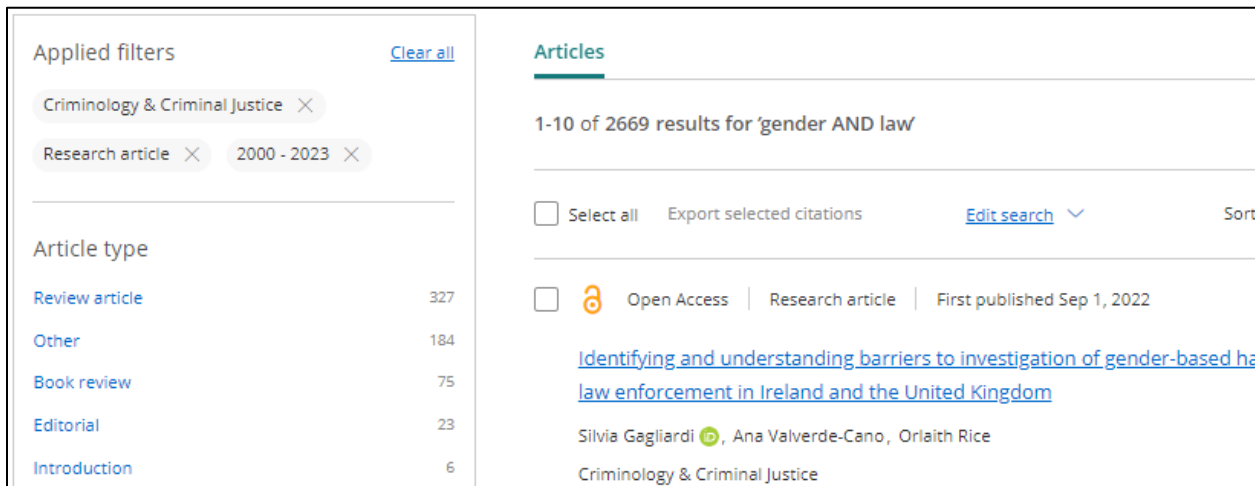 Applied filters
Clear all
Criminology & Criminal Justice
Research article
2000 - 2023
Article type
Review article 327
Other 184
Book review 75
Editorial 23
Introduction 6
Articles
1-10 of 2669 results for 'gender AND law'
Select all Export selected citations Edit search Sort
Open Access | Research article | First published Sep 1, 2022
Identifying and understanding barriers to investigation of gender-based ha
law enforcement in Ireland and the United Kingdom
Silvia Gagliardi iD, Ana Valverde-Cano, Orlaith Rice
Criminology & Criminal Justice